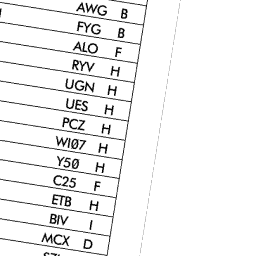 AWG B
FYG B
ALO F
RYV H
UGN H
UES H
PCZ H
WI07 H
Y50 H
C25 F
ETB H
BIV I
MCX D